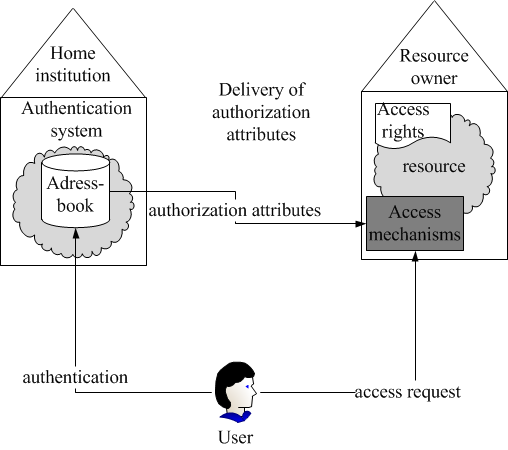 Home
institution
Authentication
system
Adress-
book
Delivery of
authorization
attributes
authorization attributes
Resource
owner
Access
rights
resource
Access
mechanisms
authentication
access request
User